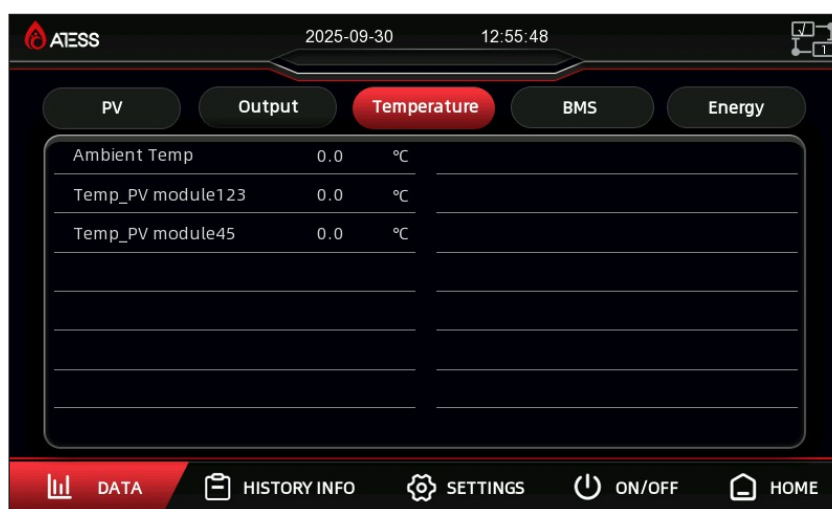 ATESS 2025-09-30 12:55:48
1
PV Output Temperature BMS Energy
Ambient Temp 0.0 °C
Temp_PV module123 0.0 °C
Temp_PV module45 0.0 °C
DATA HISTORY INFO SETTINGS ON/OFF HOME